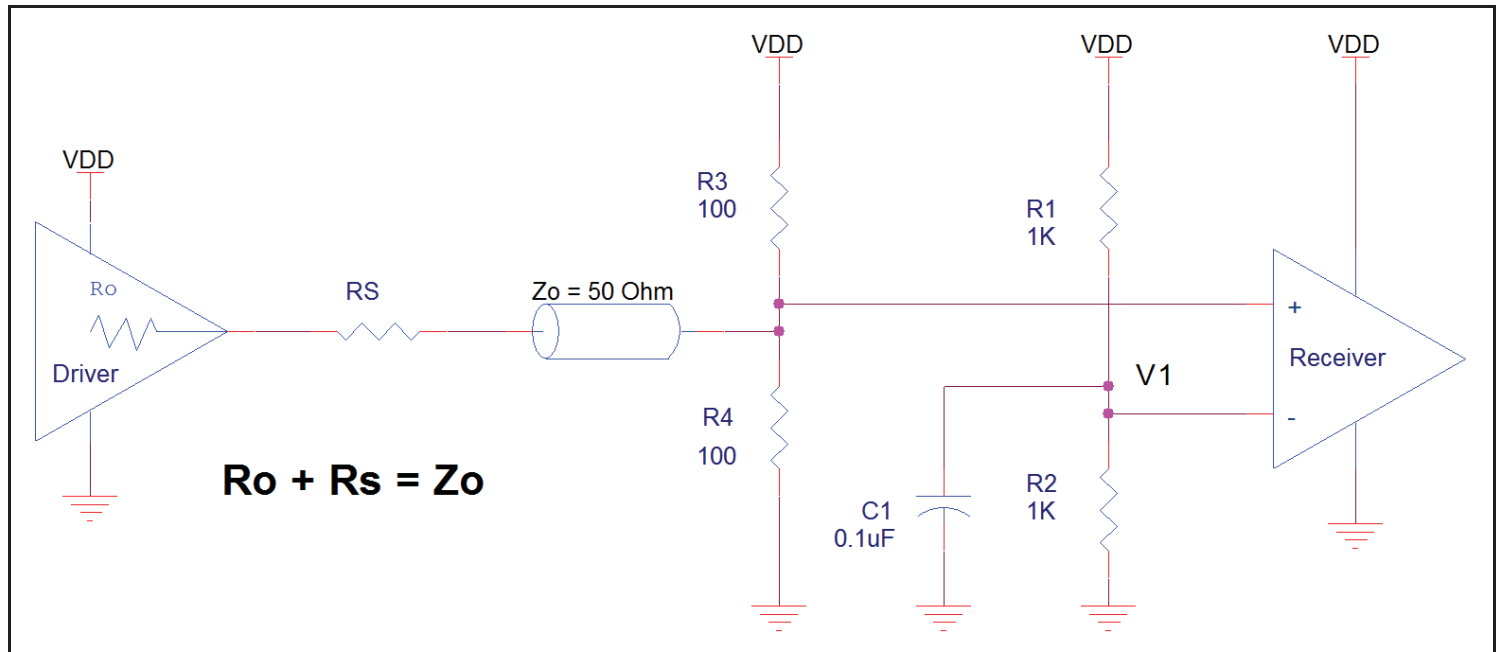 VDD
VDD
VDD
VDD
R3
100
R1
1K
Ro
RS
Zo = 50 Ohm
+
Driver
Receiver
V1
-
R4
100
Ro + Rs = Zo
C1
0.1uF
R2
1K